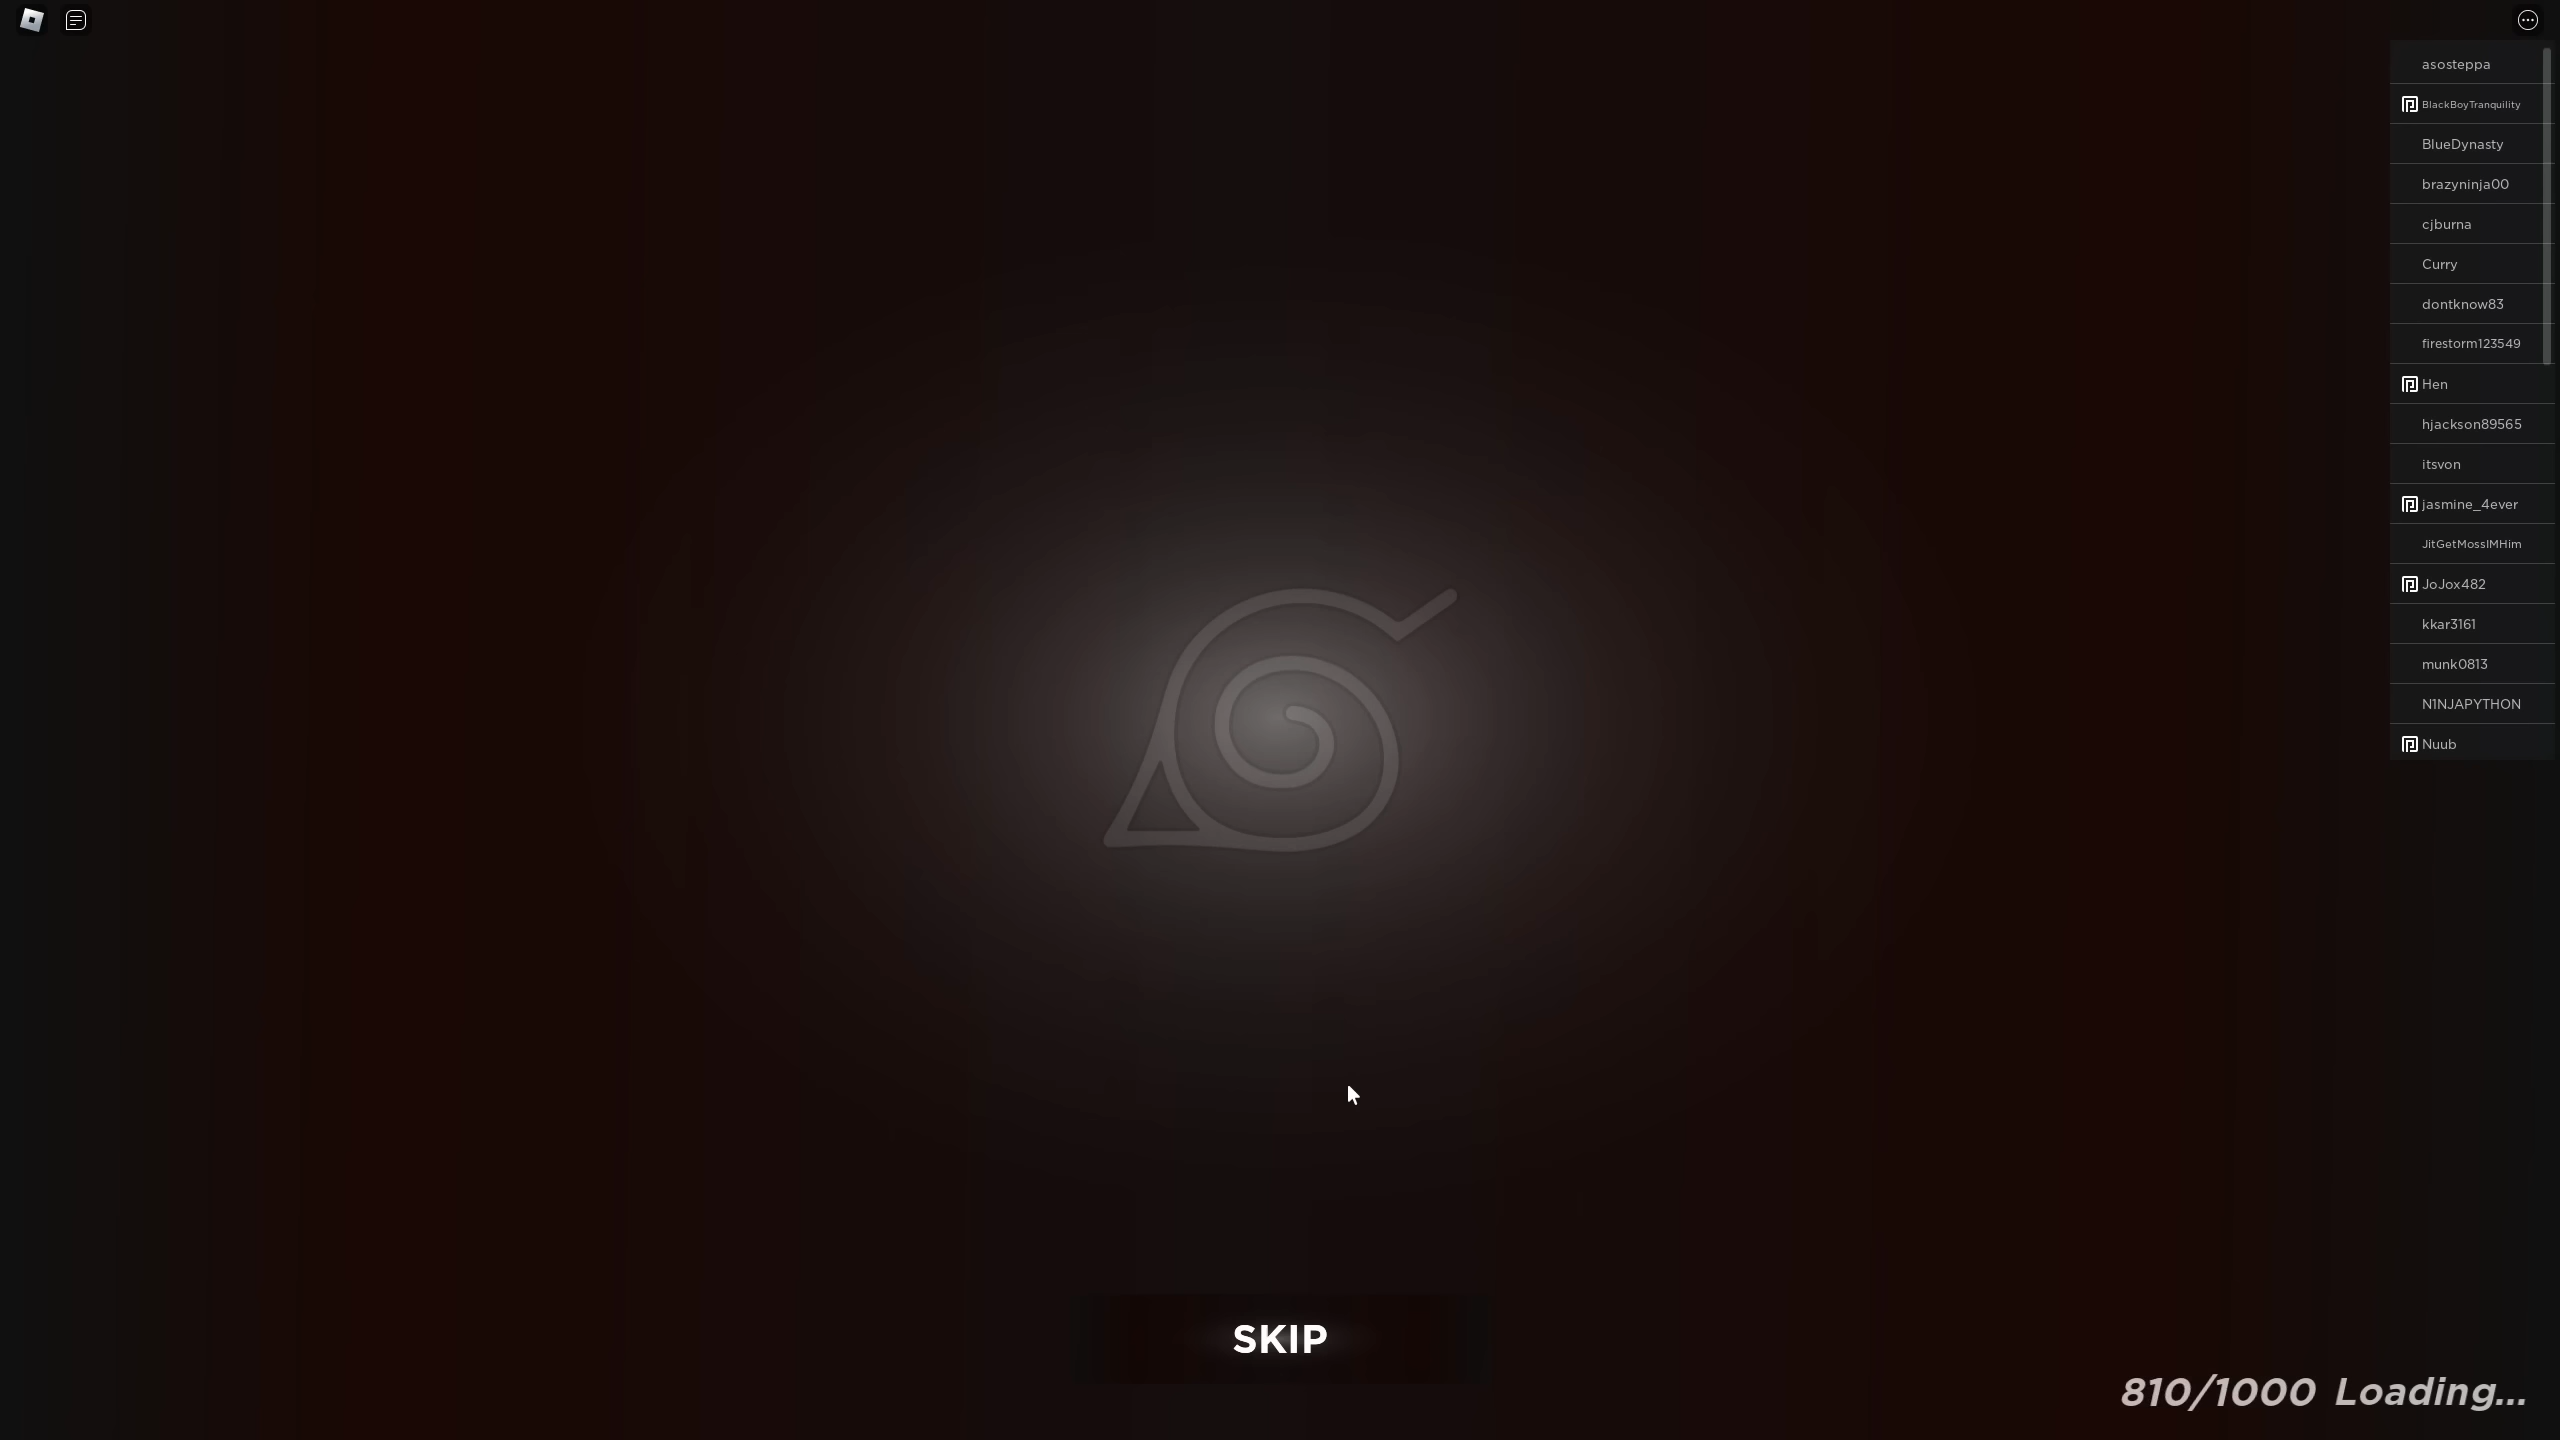 asosteppa
BlackBoyTranquility
BlueDynasty
brazyninja00
cjburna
Curry
dontknow83
firestorm123549
Hen
hjackson89565
itsvon
jasmine_4ever
JitGetMossIMHim
JoJox482
kkar3161
munk0813
N1NJAPYTHON
Nuub
SKIP
810/1000 Loading...